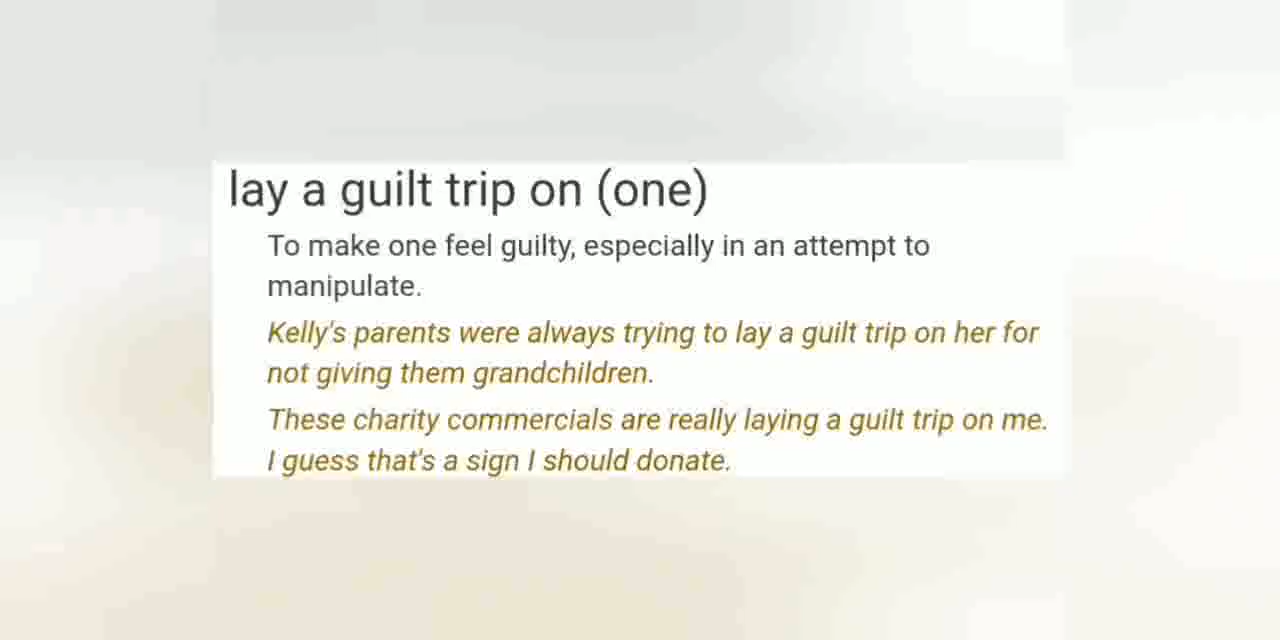 lay a guilt trip on (one)
To make one feel guilty, especially in an attempt to
manipulate.
Kelly's parents were always trying to lay a guilt trip on her for
not giving them grandchildren.
These charity commercials are really laying a guilt trip on me.
I guess that's a sign I should donate.